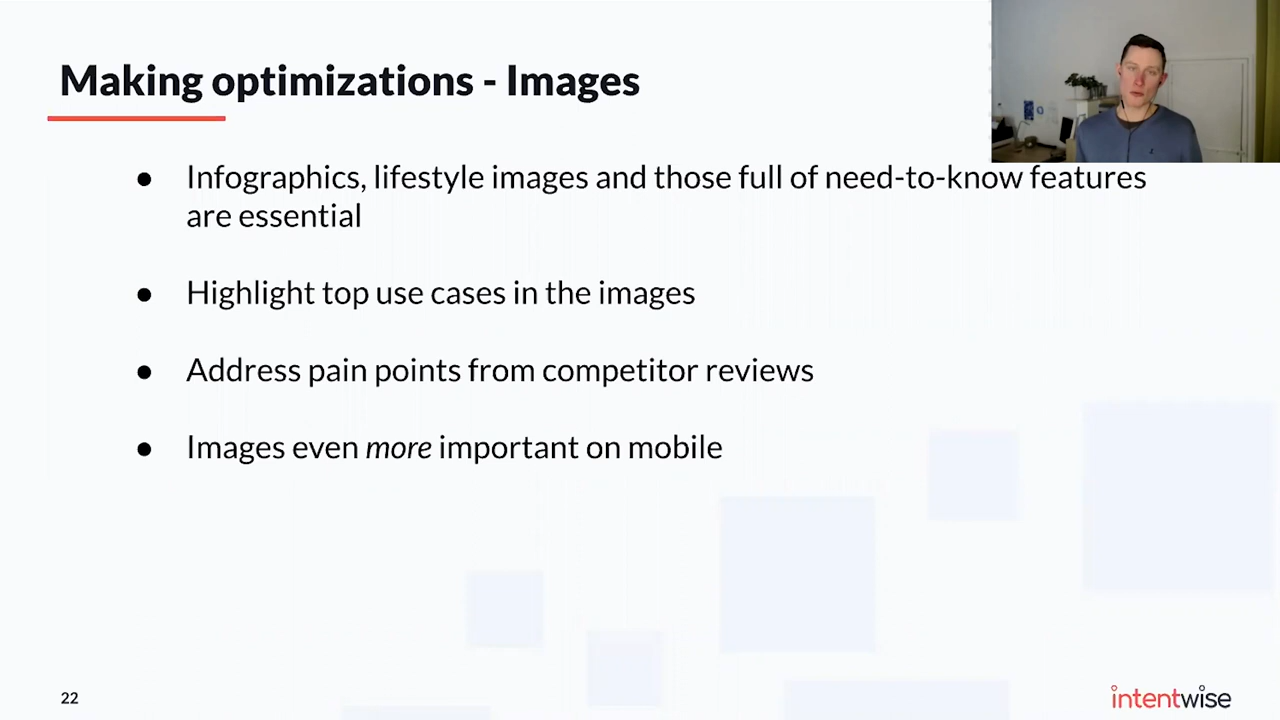 Making optimizations - Images
● Infographics, lifestyle images and those full of need-to-know features
are essential
● Highlight top use cases in the images
● Address pain points from competitor reviews
● Images even more important on mobile
22
intentwise